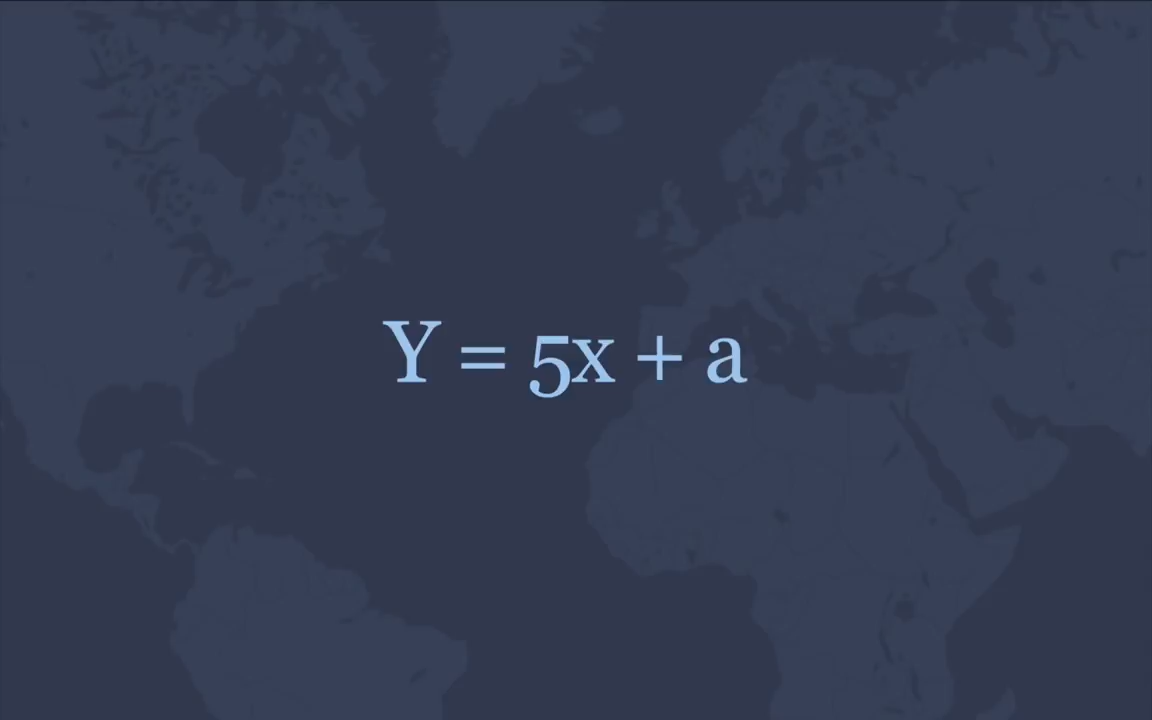 Y = 5x + a